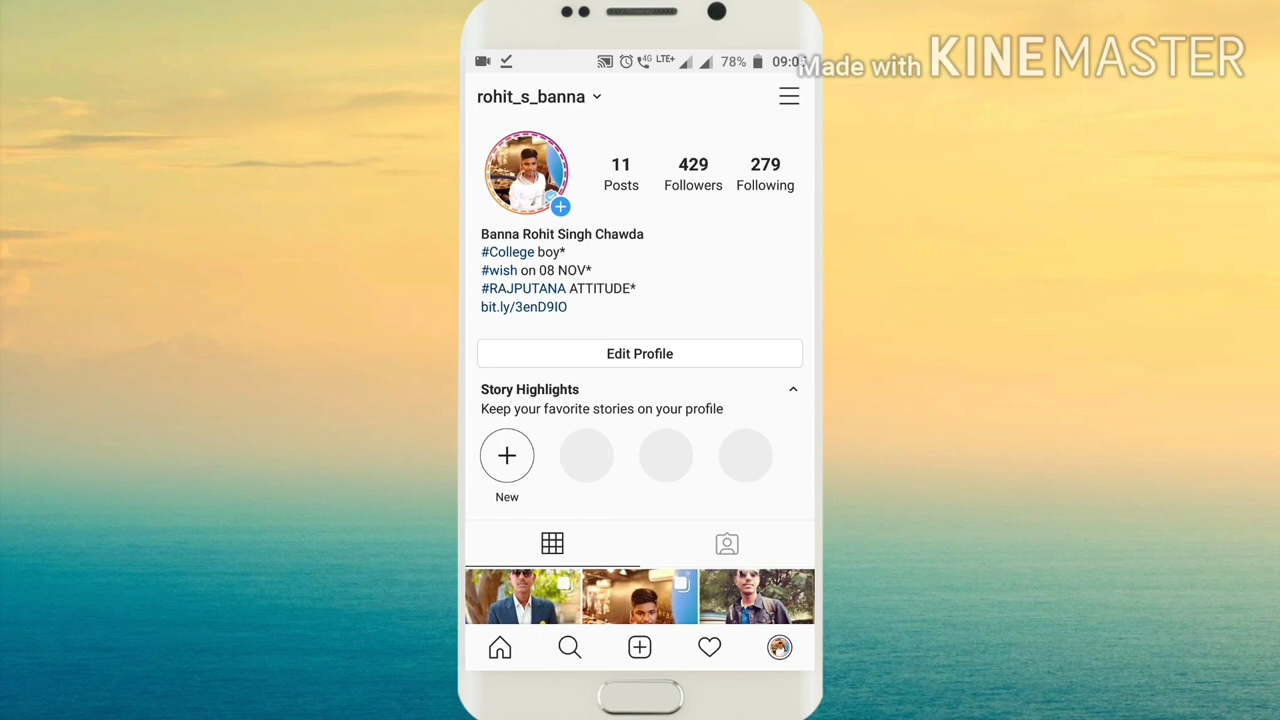 Made with KINEMASTER
4G LTE+ 78% 09:0
rohit_s_banna
11 429 279
Posts Followers Following
Banna Rohit Singh Chawda
#College boy*
#wish on 08 NOV*
#RAJPUTANA ATTITUDE*
bit.ly/3enD9IO
Edit Profile
Story Highlights
Keep your favorite stories on your profile
New